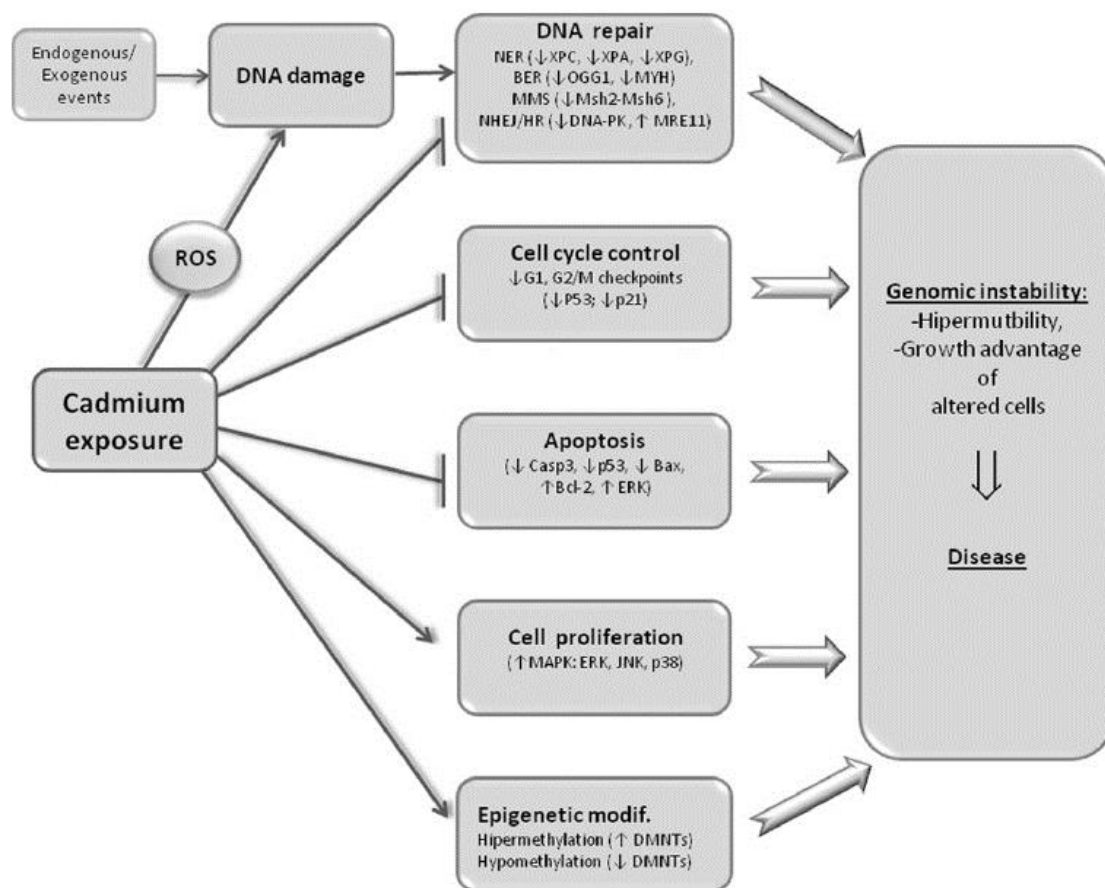 Endogenous/
Exogenous
events
DNA damage
DNA repair
NER (↓XPC, ↓XPA, ↓XPG),
BER (↓OGG1, ↓MYH)
MMS (↓Msh2-Msh6),
NHEJ/HR (↓DNA-PK, ↑ MRE11)
ROS
Cell cycle control
↓G1, G2/M checkpoints
(↓P53; ↓p21)
Cadmium
exposure
Apoptosis
(↓ Casp3, ↓p53, ↓ Bax,
↑Bcl-2, ↑ ERK)
Cell proliferation
(↑MAPK: ERK, JNK, p38)
Epigenetic modif.
Hipermethylation (↑ DMNTs)
Hypomethylation (↓ DMNTs)
Genomic instability:
-Hipermutbility,
-Growth advantage
of
altered cells
Disease